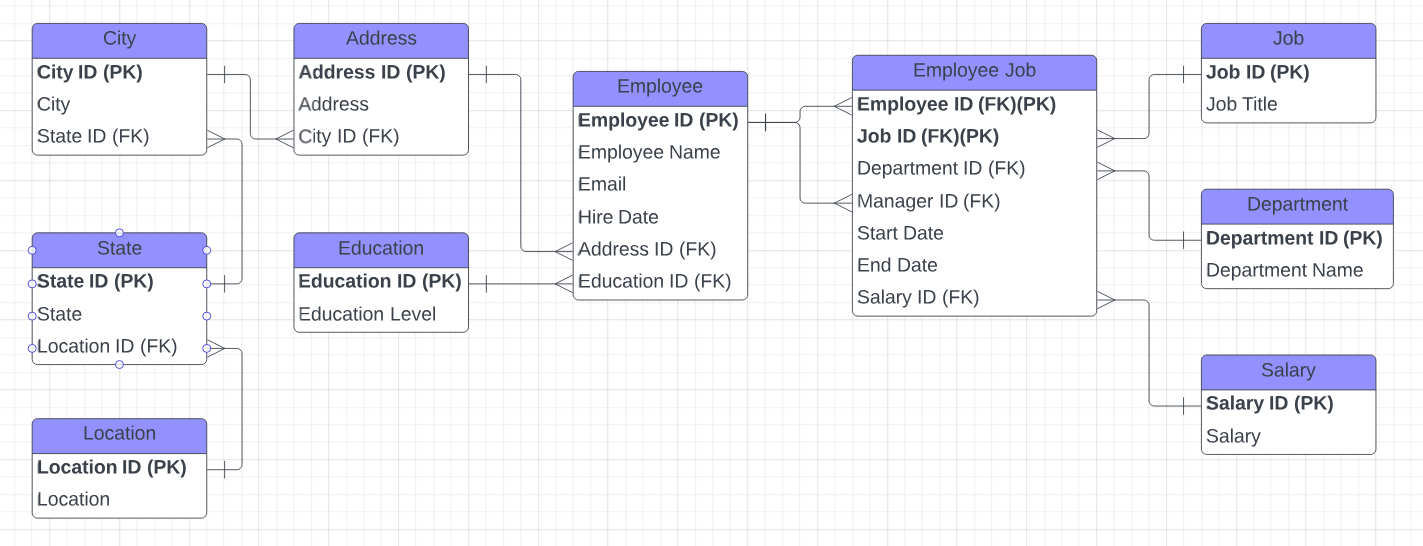 City
City ID (PK)
City
State ID (FK)
Address
Address ID (PK)
Address
City ID (FK)
Employee
Employee ID (PK)
Employee Name
Email
Hire Date
Address ID (FK)
Education ID (FK)
Employee Job
Employee ID (FK)(PK)
Job ID (FK)(PK)
Department ID (FK)
Manager ID (FK)
Start Date
End Date
Salary ID (FK)
Job
Job ID (PK)
Job Title
Department
Department ID (PK)
Department Name
State
State ID (PK)
State
Location ID (FK)
Education
Education ID (PK)
Education Level
Salary
Salary ID (PK)
Salary
Location
Location ID (PK)
Location